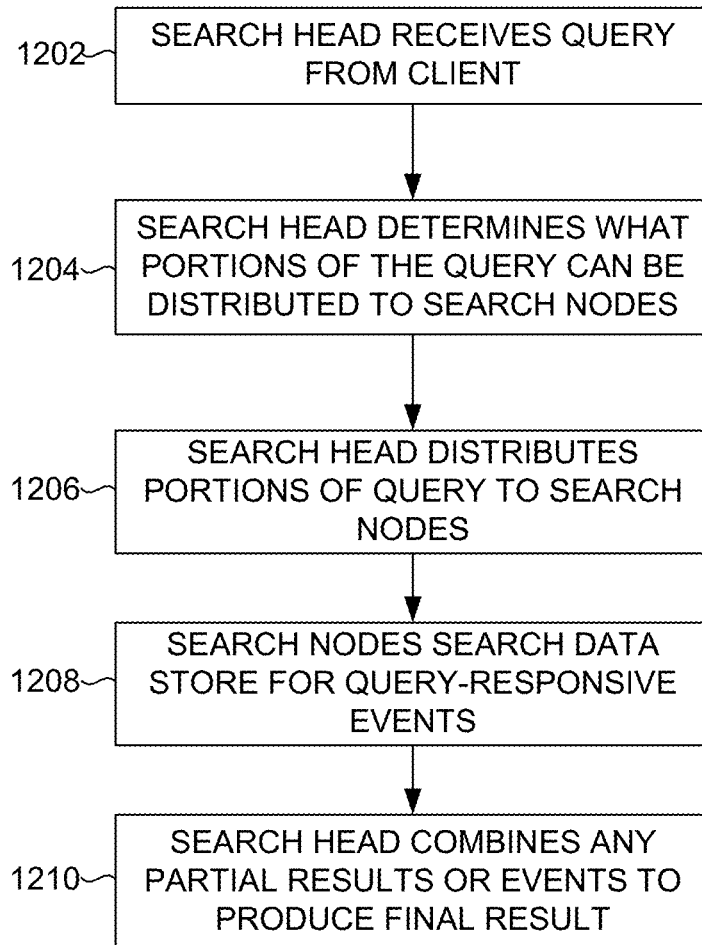 1202
SEARCH HEAD RECEIVES QUERY
FROM CLIENT
1204
SEARCH HEAD DETERMINES WHAT
PORTIONS OF THE QUERY CAN BE
DISTRIBUTED TO SEARCH NODES
1206
SEARCH HEAD DISTRIBUTES
PORTIONS OF QUERY TO SEARCH
NODES
1208
SEARCH NODES SEARCH DATA
STORE FOR QUERY-RESPONSIVE
EVENTS
1210
SEARCH HEAD COMBINES ANY
PARTIAL RESULTS OR EVENTS TO
PRODUCE FINAL RESULT